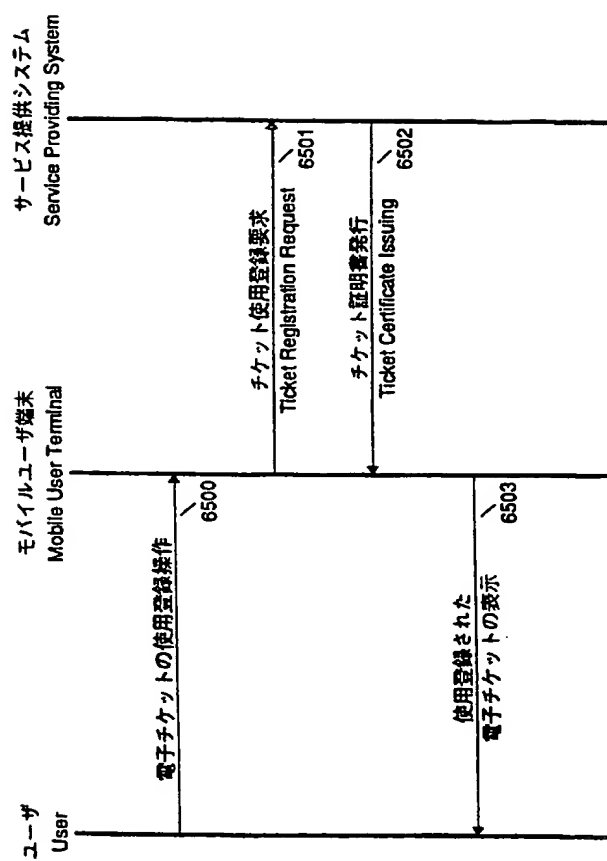 ユーザ
User
モバイルユーザ端末
Mobile User Terminal
サービス提供システム
Service Providing System
電子チケットの使用登録操作
6500
チケット使用登録要求
Ticket Registration Request
6501
チケット証明書発行
Ticket Certificate Issuing
6502
使用登録された
電子チケットの表示
6503